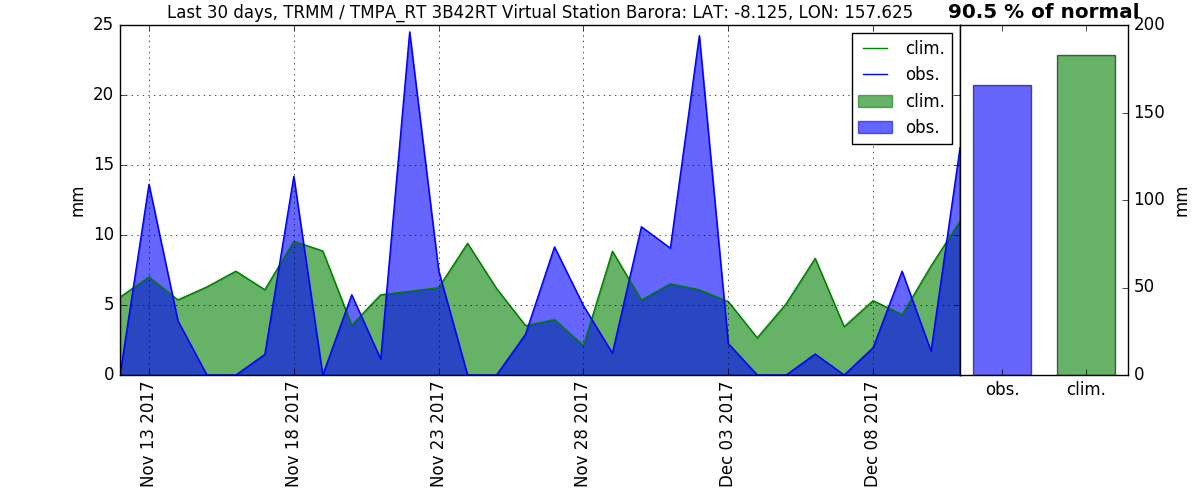 Last 30 days, TRMM / TMPA_RT 3B42RT Virtual Station Barora: LAT: -8.125, LON: 157.625
90.5 % of normal
25
20
15
10
5
0
mm
clim.
obs.
clim.
obs.
200
150
100
50
0
mm
obs.
clim.
Nov 13 2017
Nov 18 2017
Nov 23 2017
Nov 28 2017
Dec 03 2017
Dec 08 2017